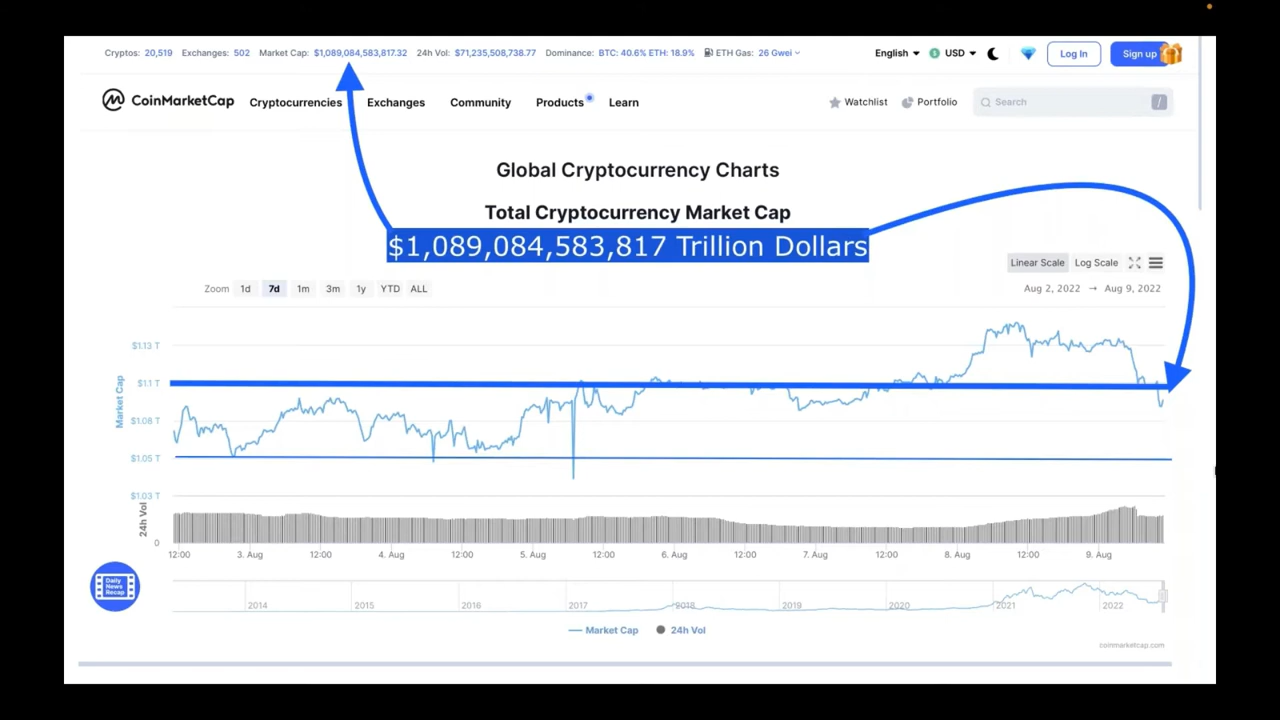 Cryptos: 20,519 Exchanges: 502 Market Cap: $1,089,084,583,817.32 24h Vol: $71,235,508,738.77 Dominance: BTC: 40.6% ETH: 18.9% ETH Gas: 26 Gwei English USD Log In Sign up
CoinMarketCap Cryptocurrencies Exchanges Community Products Learn Watchlist Portfolio Search /
Global Cryptocurrency Charts
Total Cryptocurrency Market Cap
$1,089,084,583,817 Trillion Dollars
Linear Scale Log Scale
Zoom 1d 7d 1m 3m 1y YTD ALL Aug 2, 2022 → Aug 9, 2022
$1.13 T
$1.1 T
Market Cap
$1.08 T
$1.05 T
$1.03 T
24h Vol
0
12:00 3. Aug 12:00 4. Aug 12:00 5. Aug 12:00 6. Aug 12:00 7. Aug 12:00 8. Aug 12:00 9. Aug
Daily
News
Recap
2014 2015 2016 2017 2018 2019 2020 2021 2022
Market Cap 24h Vol
coinmarketcap.com